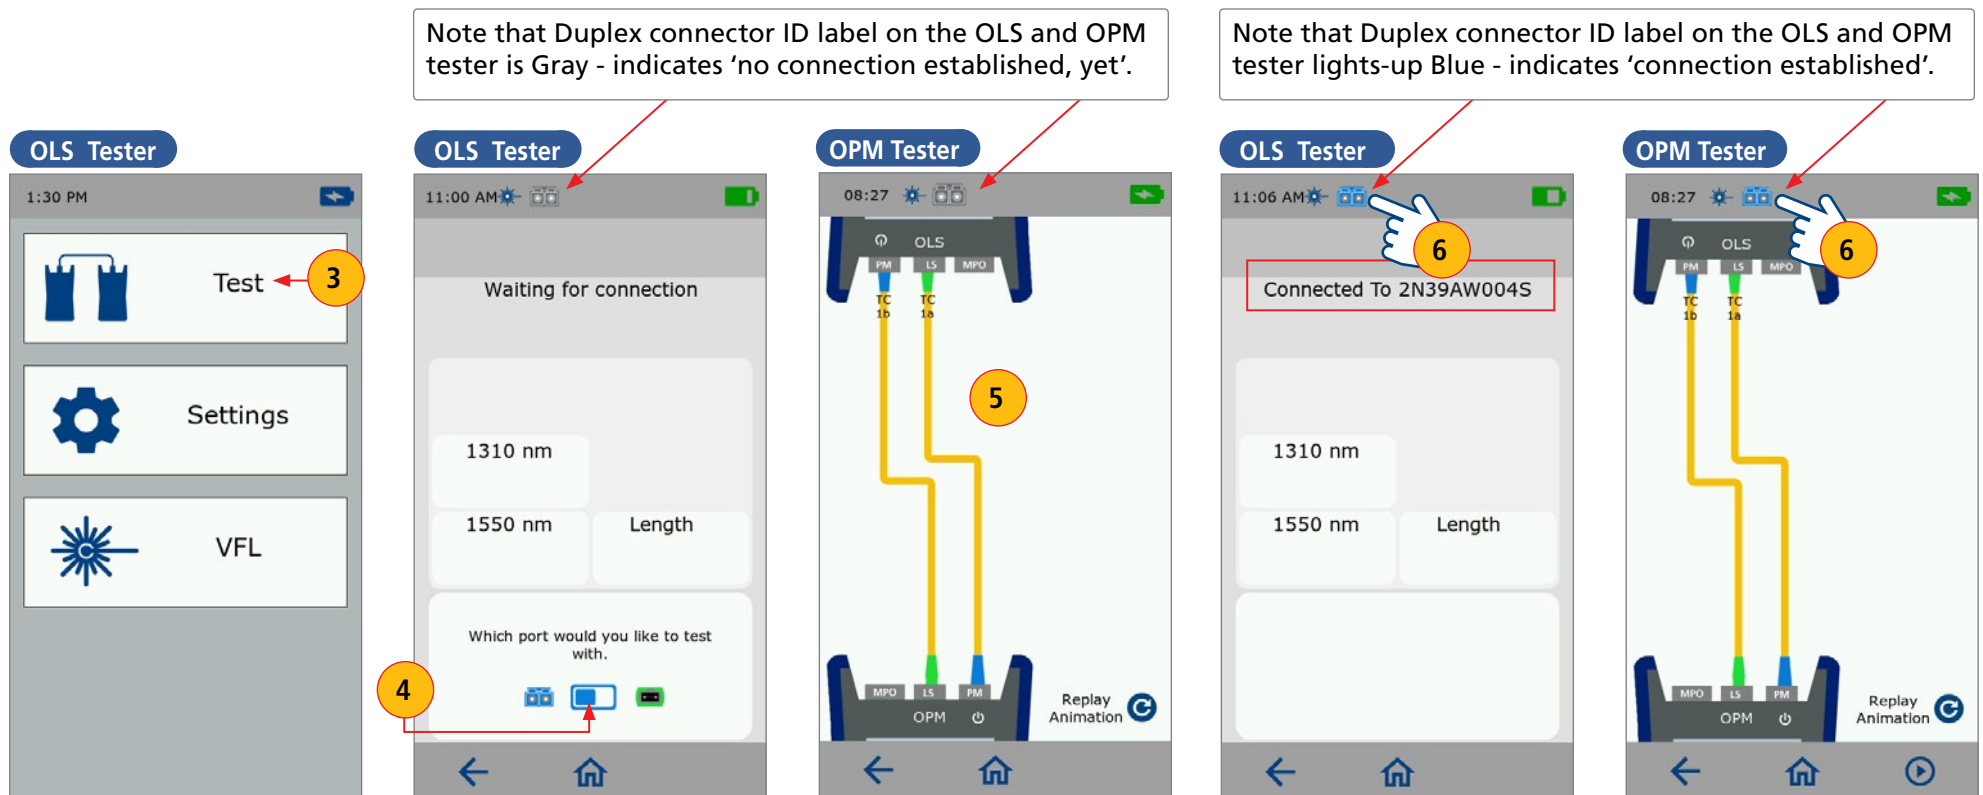 Note that Duplex connector ID label on the OLS and OPM
tester is Gray - indicates ‘no connection established, yet’.
Note that Duplex connector ID label on the OLS and OPM
tester lights-up Blue - indicates ‘connection established’.
OLS Tester
1:30 PM
Test
3
Settings
VFL
OLS Tester
11:00 AM
Waiting for connection
1310 nm
1550 nm
Length
Which port would you like to test
with.
4
OPM Tester
08:27
OLS
PM LS MPO
TC TC
1b 1a
5
MPO LS PM
OPM
Replay
Animation
OLS Tester
11:06 AM
6
Connected To 2N39AW004S
1310 nm
1550 nm
Length
OPM Tester
08:27
6
OLS
PM LS MPO
TC TC
1b 1a
MPO LS PM
OPM
Replay
Animation